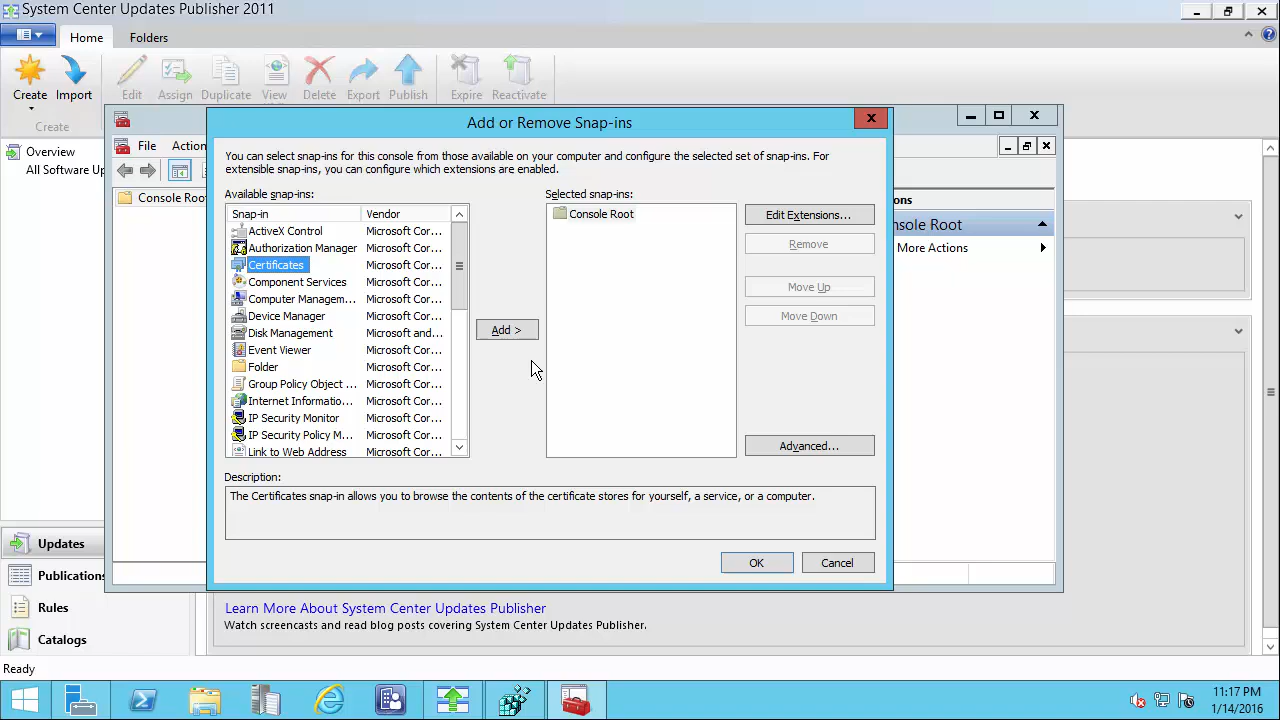 System Center Updates Publisher 2011
Home Folders
Create Import Edit Assign Duplicate View Delete Export Publish Expire Reactivate
Create
Overview
All Software Up
File Action
Console Root
Add or Remove Snap-ins
You can select snap-ins for this console from those available on your computer and configure the selected set of snap-ins. For
extensible snap-ins, you can configure which extensions are enabled.
Available snap-ins:
Snap-in Vendor
ActiveX Control Microsoft Cor...
Authorization Manager Microsoft Cor...
Certificates Microsoft Cor...
Component Services Microsoft Cor...
Computer Managem... Microsoft Cor...
Device Manager Microsoft Cor...
Disk Management Microsoft and...
Event Viewer Microsoft Cor...
Folder Microsoft Cor...
Group Policy Object ... Microsoft Cor...
Internet Informatio... Microsoft Cor...
IP Security Monitor Microsoft Cor...
IP Security Policy M... Microsoft Cor...
Link to Web Address Microsoft Cor...
Add >
Selected snap-ins:
Console Root
Edit Extensions...
Remove
Move Up
Move Down
Advanced...
Description:
The Certificates snap-in allows you to browse the contents of the certificate stores for yourself, a service, or a computer.
OK Cancel
ons
nsole Root
More Actions
Updates
Publications
Rules
Catalogs
Learn More About System Center Updates Publisher
Watch screencasts and read blog posts covering System Center Updates Publisher.
Ready
11:17 PM
1/14/2016